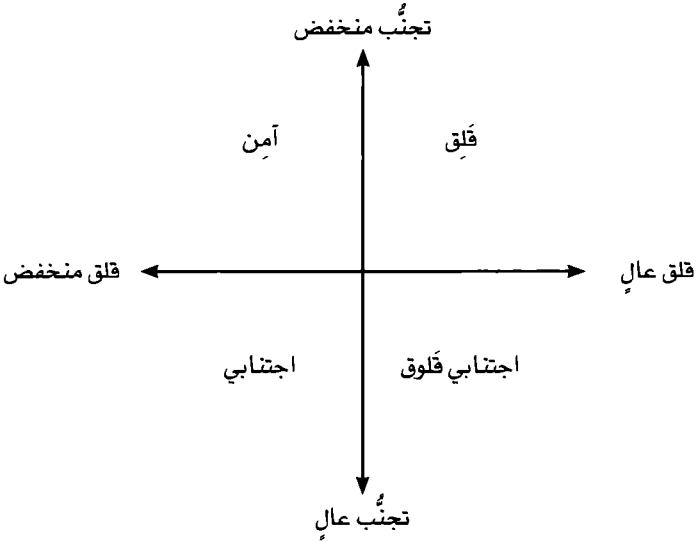 تجنُّب منخفض
قَلِق
آمِن
قلق عالٍ
قلق منخفض
اجتنابي قَلوق
اجتنابي
تجنُّب عالٍ